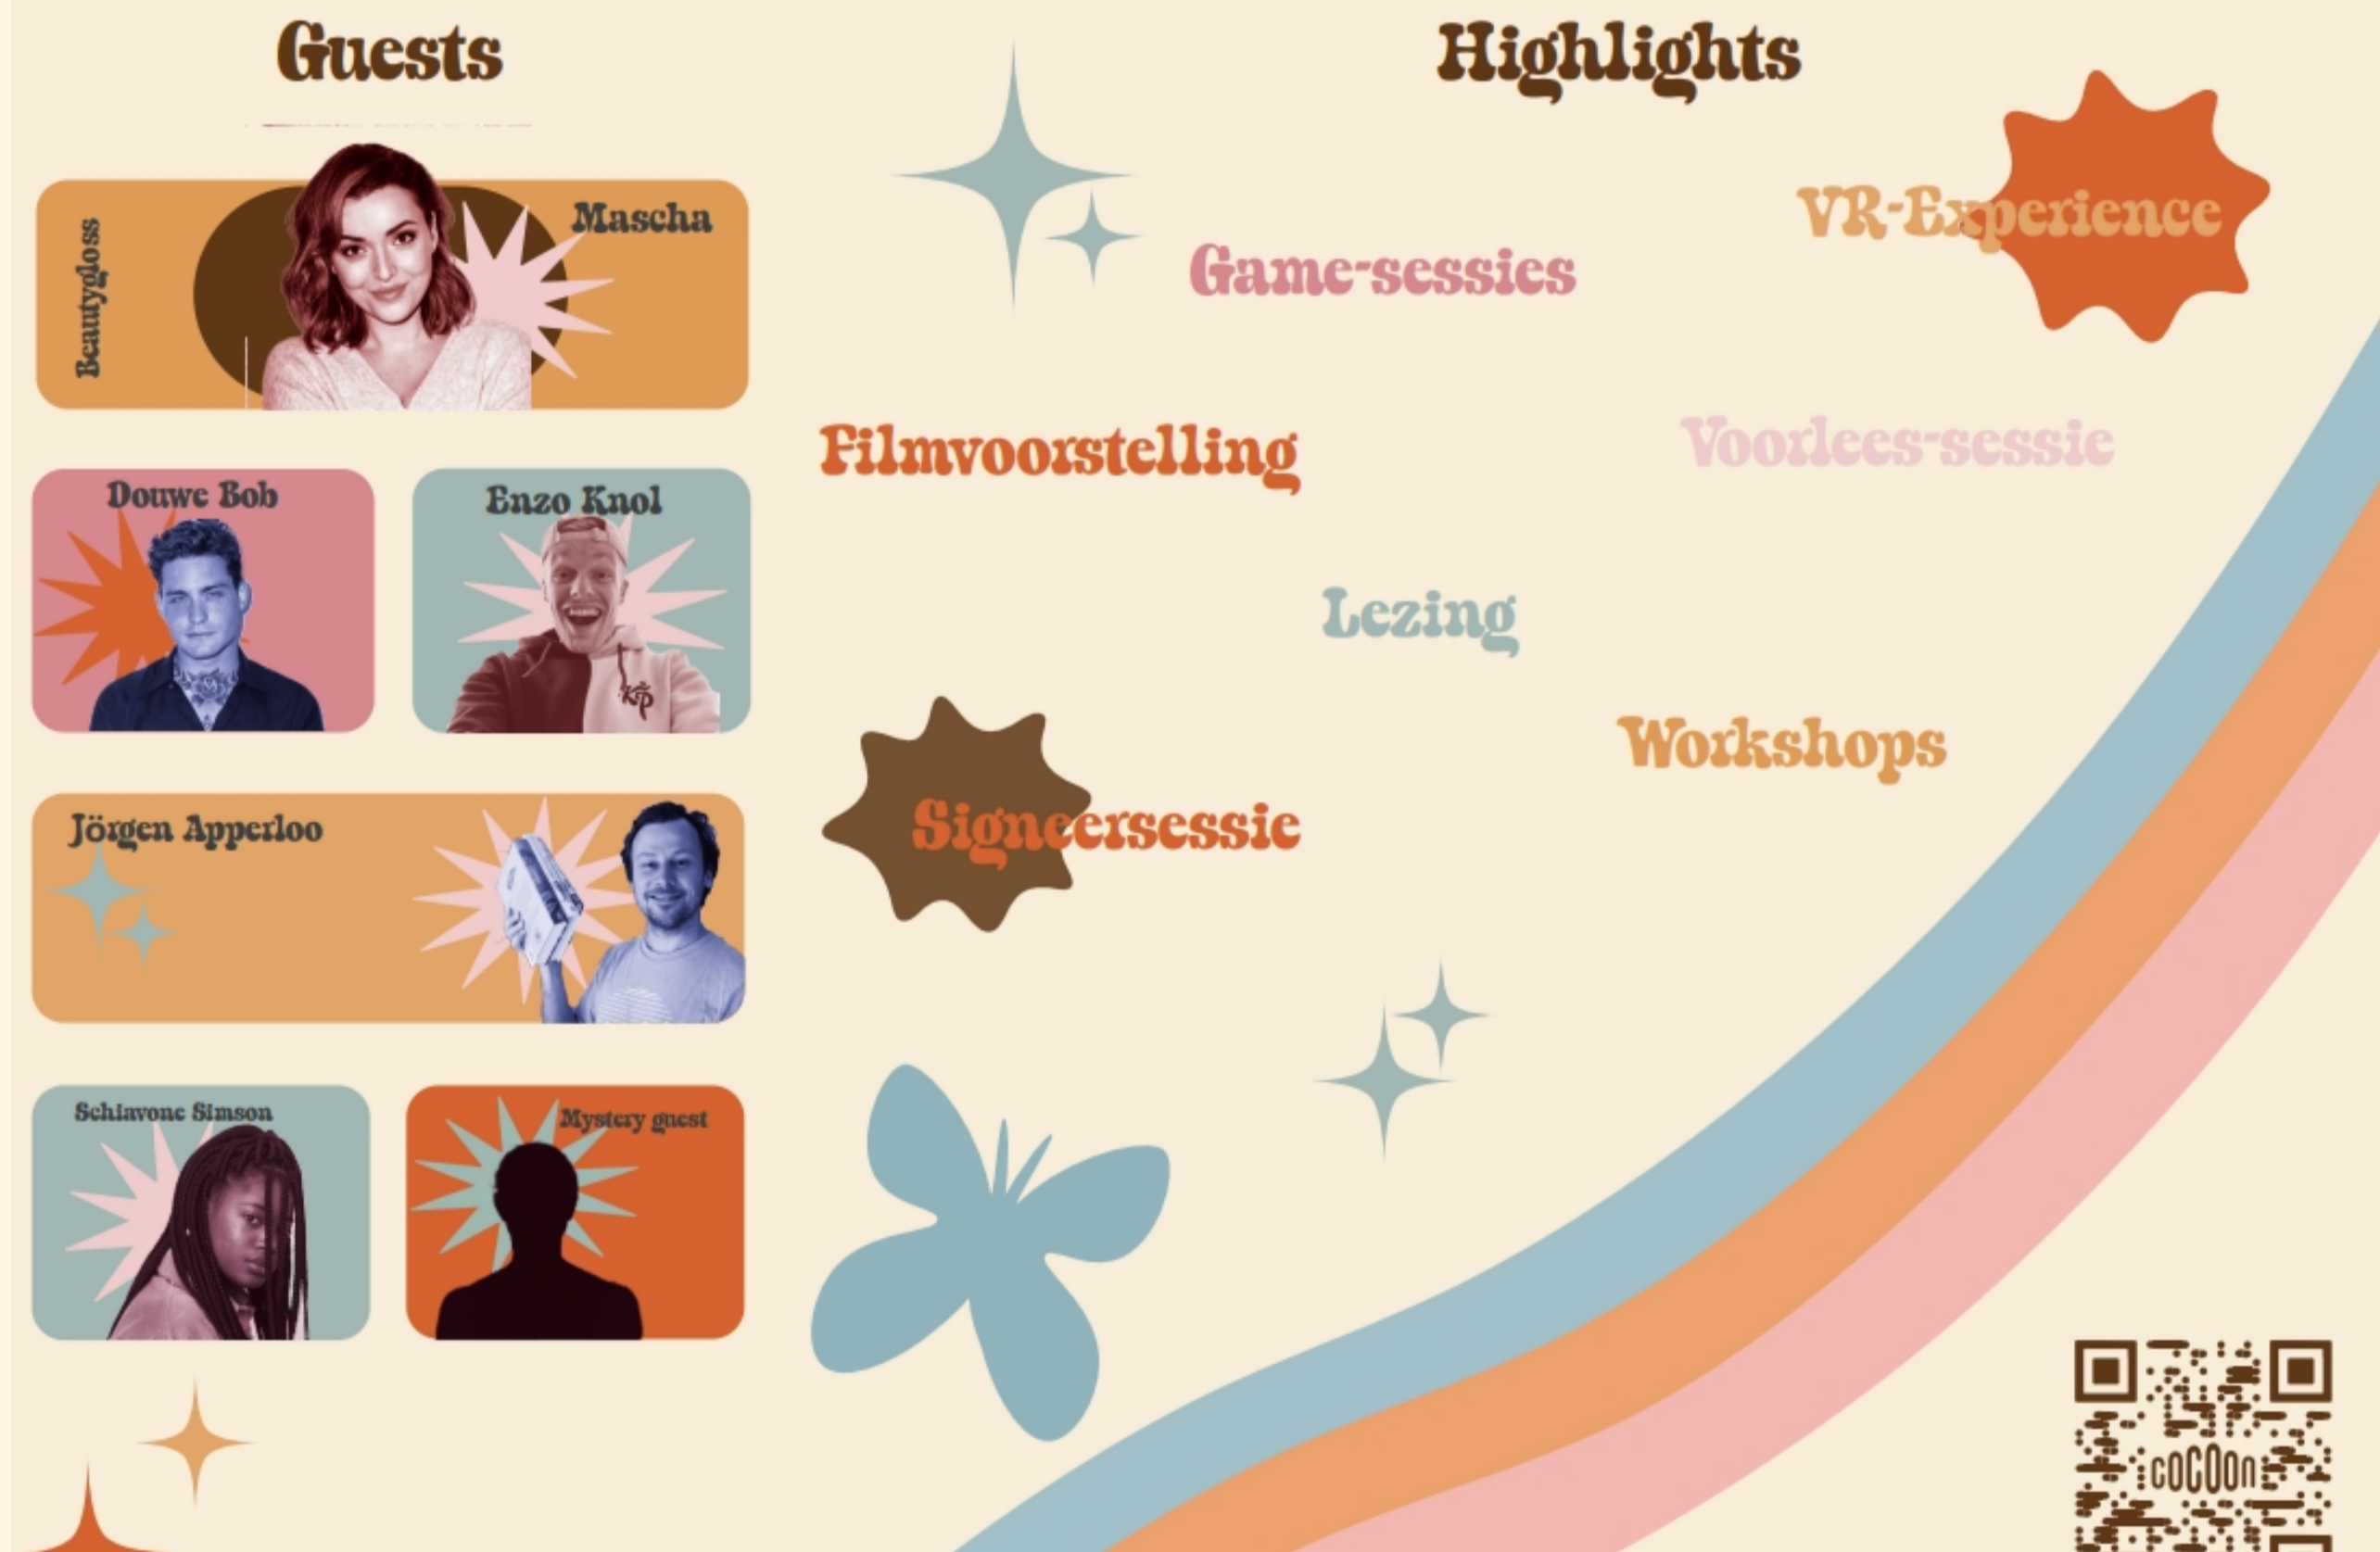 Guests
Beautygloss
Mascha
Douwe Bob
Enzo Knol
KP
Jörgen Apperloo
Schiavone Simson
Mystery guest
Highlights
VR-Experience
Game-sessies
Filmvoorstelling
Voorlees-sessie
Lezing
Workshops
Signeersessie
cocoon